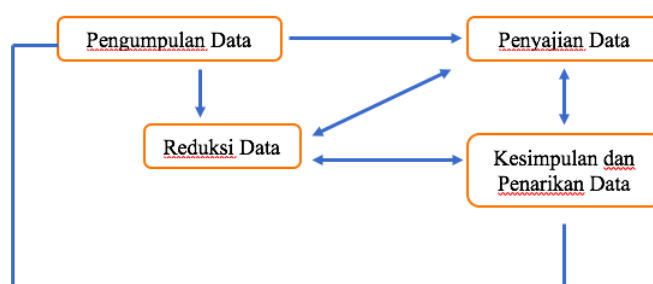 Pengumpulan Data
Penyajian Data
Reduksi Data
Kesimpulan dan
Penarikan Data